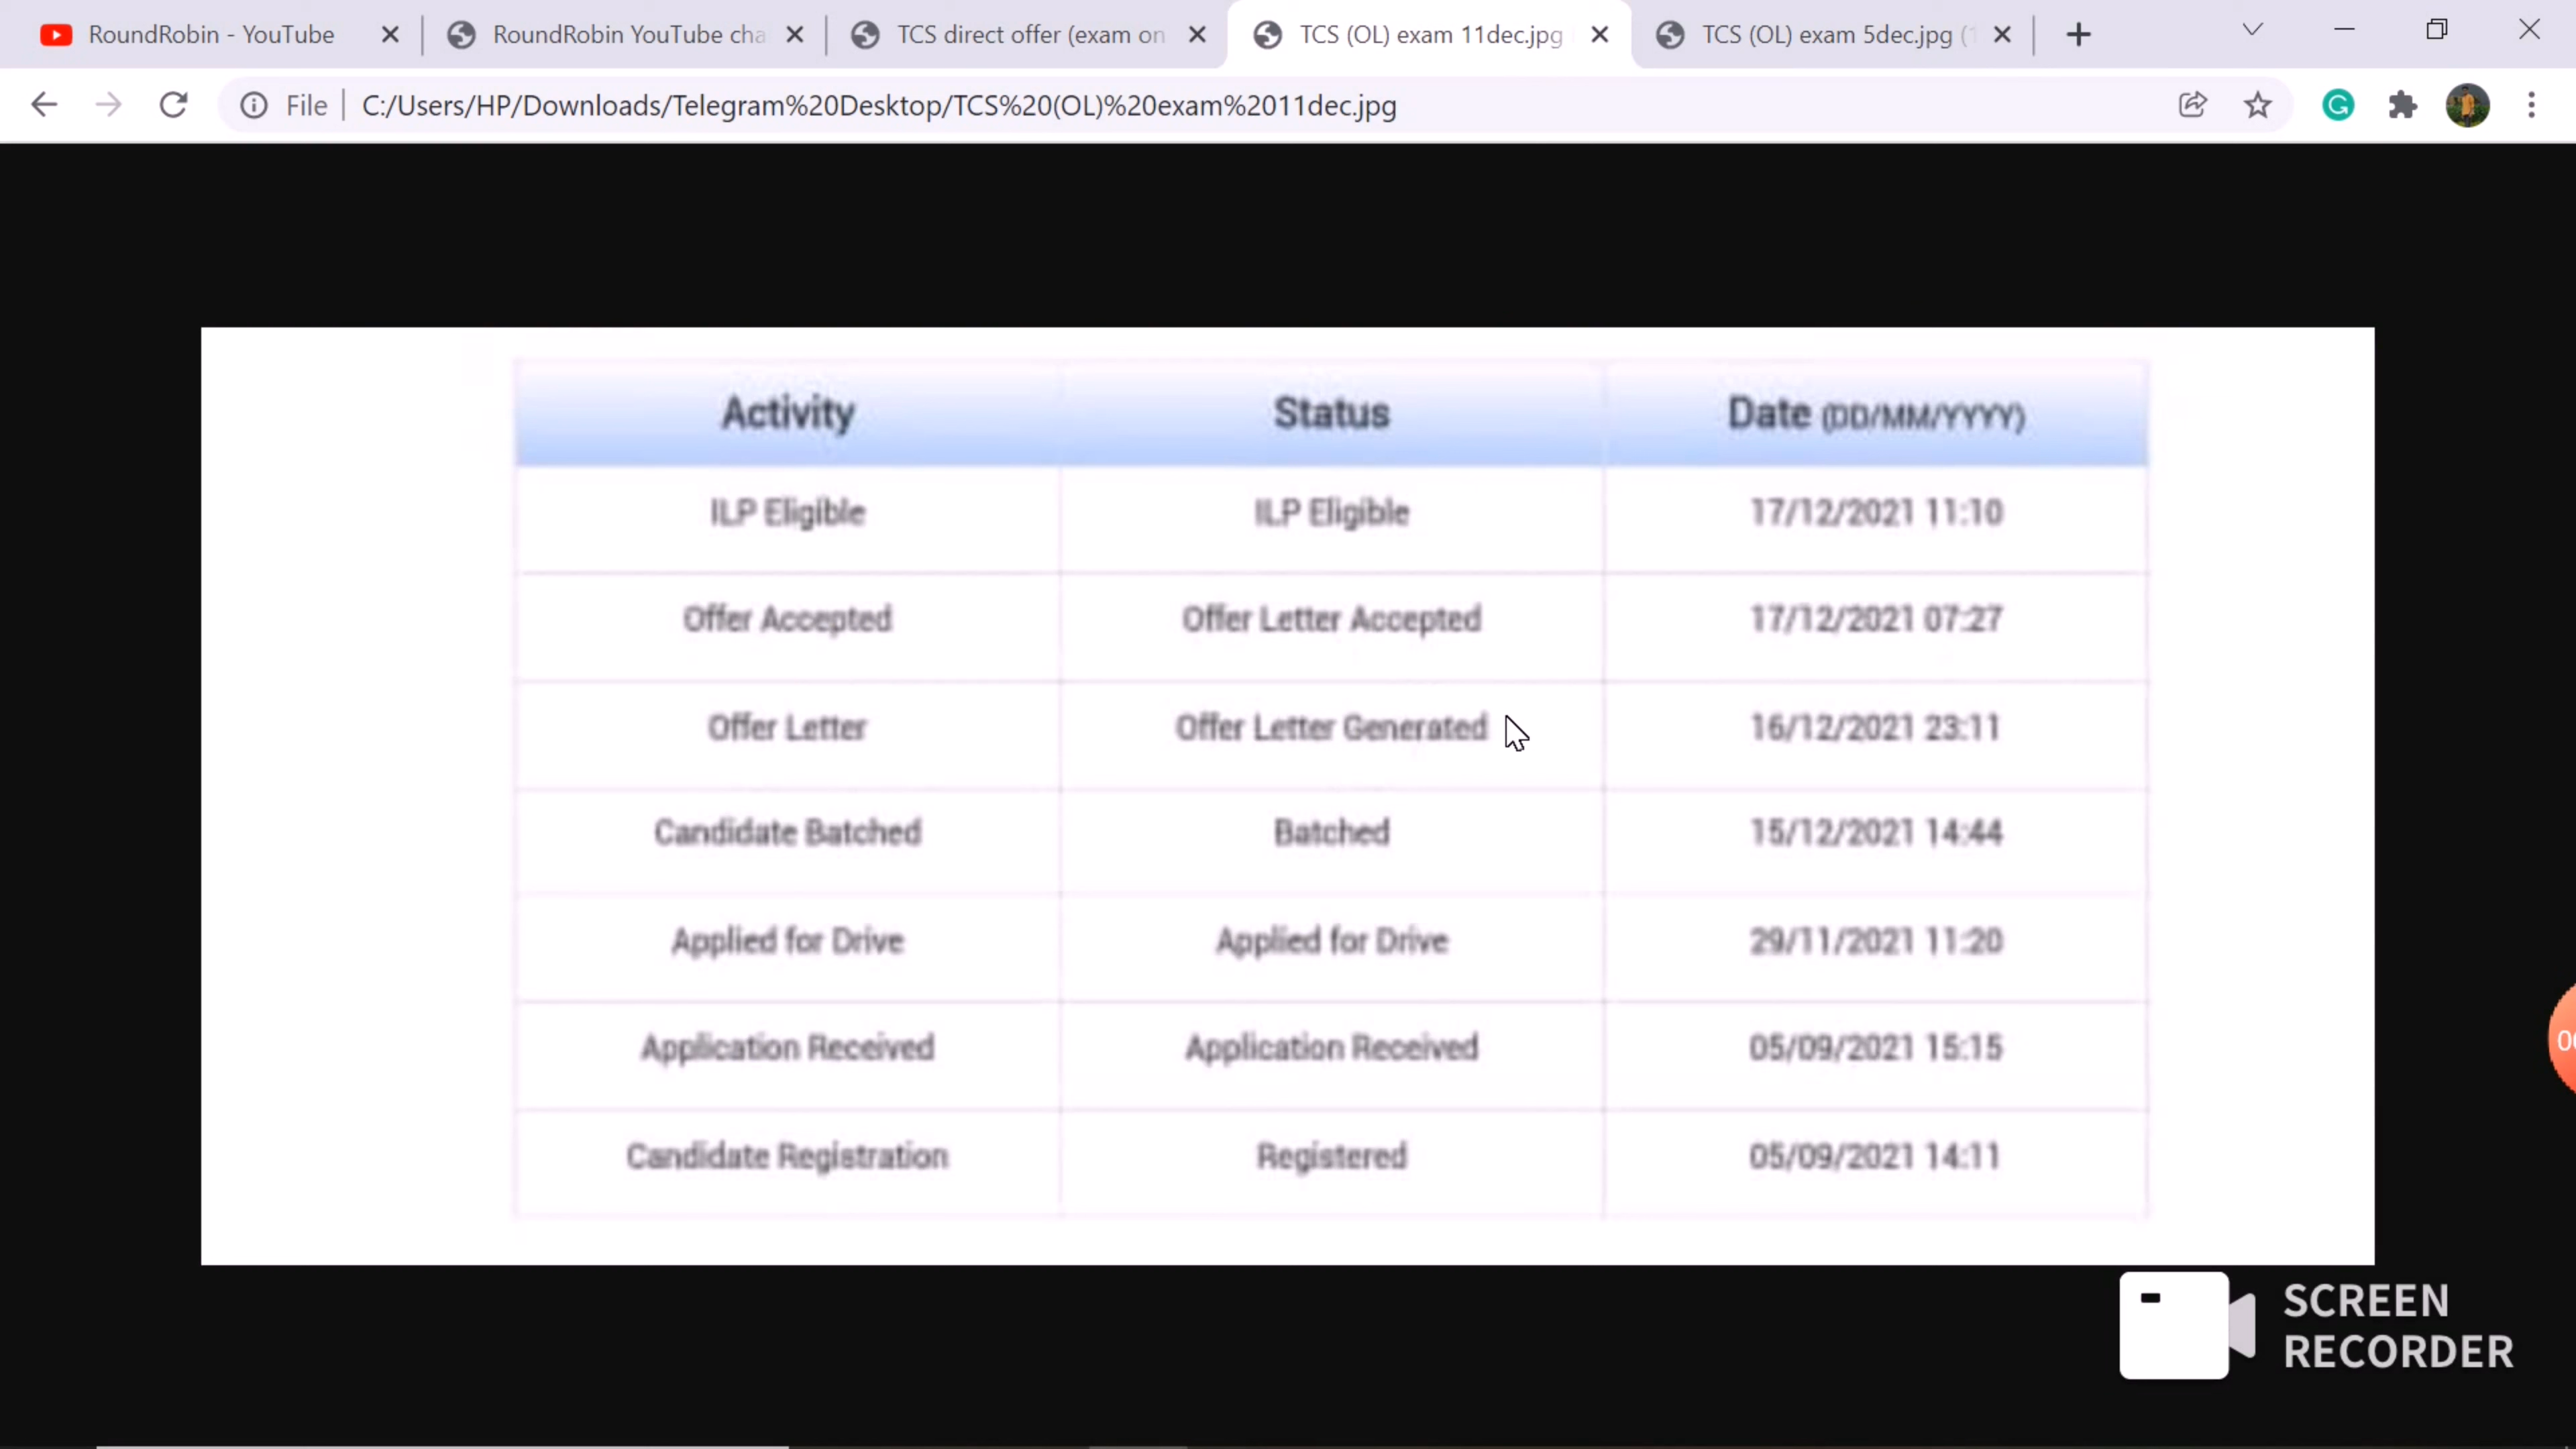 RoundRobin - YouTube
RoundRobin YouTube cha
TCS direct offer (exam on
TCS (OL) exam 11dec.jpg
TCS (OL) exam 5dec.jpg (1
File
C:/Users/HP/Downloads/Telegram%20Desktop/TCS%20(OL)%20exam%2011dec.jpg
Activity Status Date (DD/MM/YYYY)
ILP Eligible ILP Eligible 17/12/2021 11:10
Offer Accepted Offer Letter Accepted 17/12/2021 07:27
Offer Letter Offer Letter Generated 16/12/2021 23:11
Candidate Batched Batched 15/12/2021 14:44
Applied for Drive Applied for Drive 29/11/2021 11:20
Application Received Application Received 05/09/2021 15:15
Candidate Registration Registered 05/09/2021 14:11
SCREEN
RECORDER